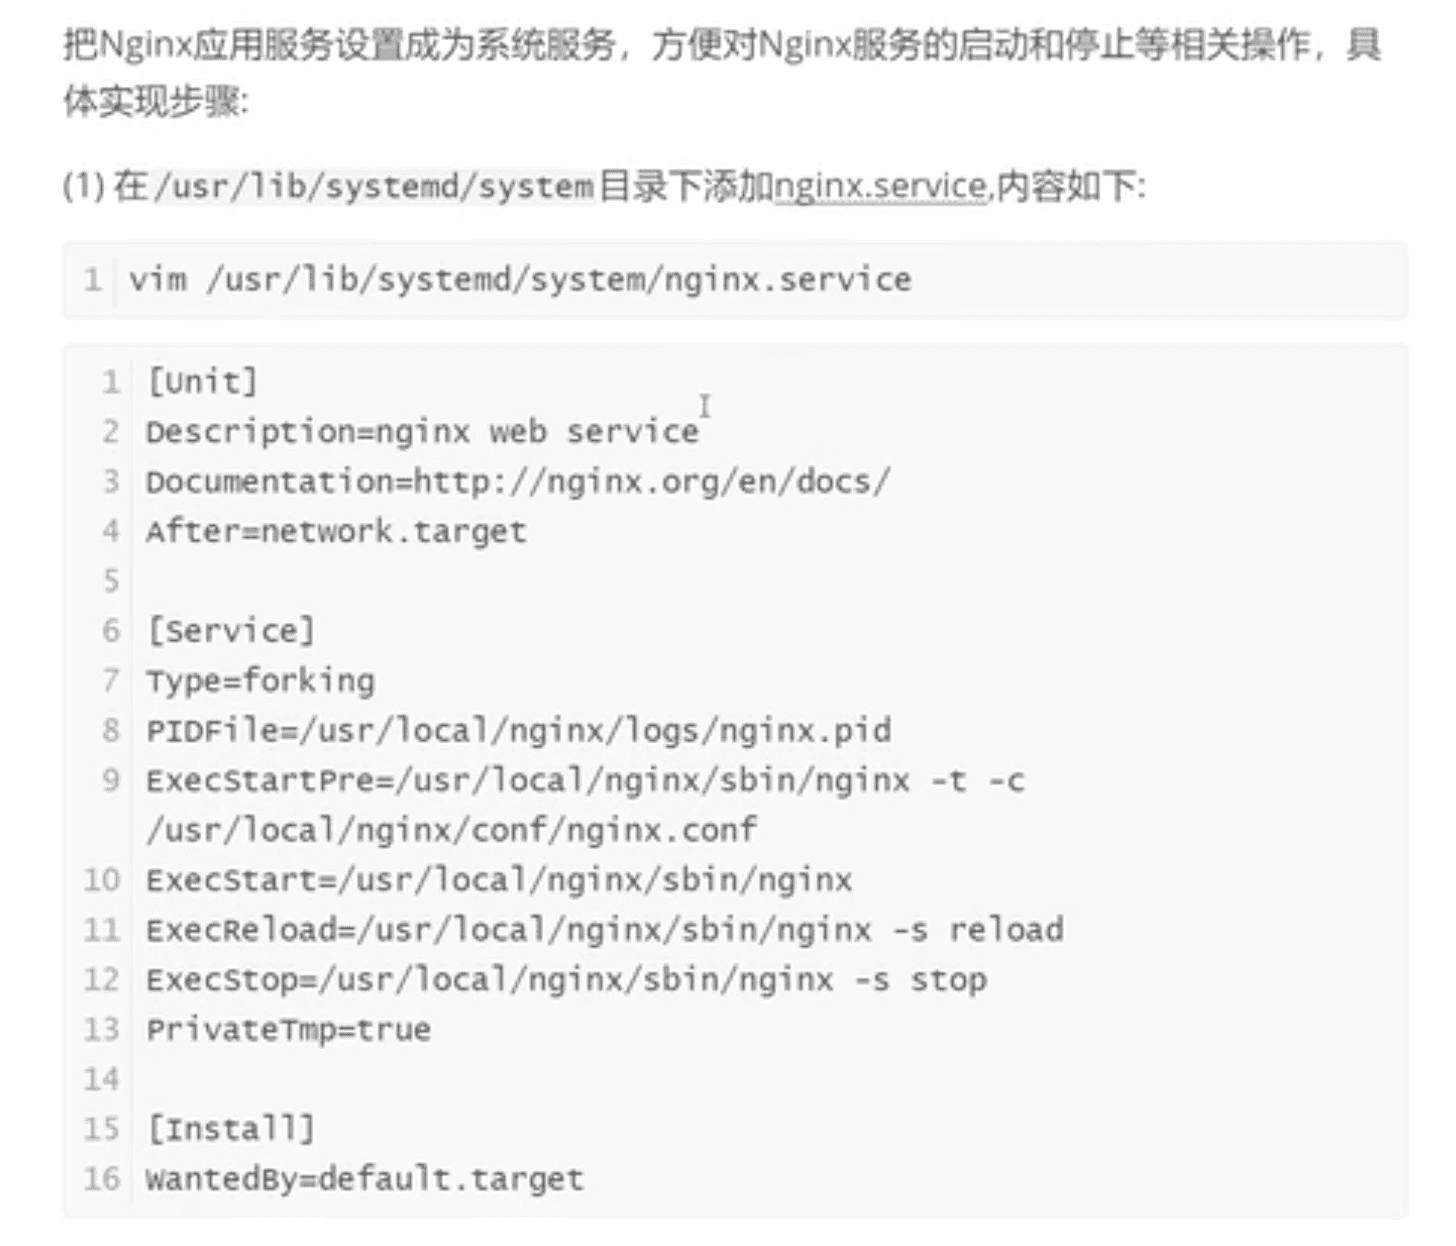 把Nginx应用服务设置成为系统服务，方便对Nginx服务的启动和停止等相关操作，具
体实现步骤:
(1) 在/usr/lib/systemd/system目录下添加nginx.service,内容如下:
1 vim /usr/lib/systemd/system/nginx.service
1 [Unit]
2 Description=nginx web service
3 Documentation=http://nginx.org/en/docs/
4 After=network.target
5
6 [Service]
7 Type=forking
8 PIDFile=/usr/local/nginx/logs/nginx.pid
9 ExecStartPre=/usr/local/nginx/sbin/nginx -t -c
/usr/local/nginx/conf/nginx.conf
10 ExecStart=/usr/local/nginx/sbin/nginx
11 ExecReload=/usr/local/nginx/sbin/nginx -s reload
12 ExecStop=/usr/local/nginx/sbin/nginx -s stop
13 PrivateTmp=true
14
15 [Install]
16 WantedBy=default.target